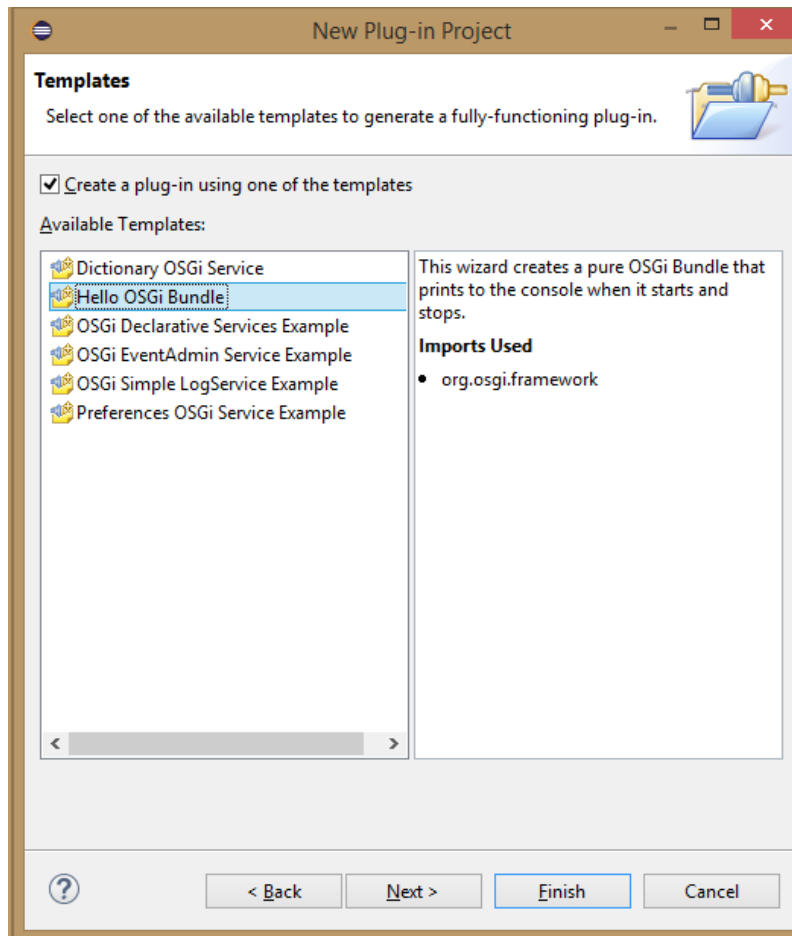 New Plug-in Project
Templates
Select one of the available templates to generate a fully-functioning plug-in.
Create a plug-in using one of the templates
Available Templates:
Dictionary OSGi Service
Hello OSGi Bundle
OSGi Declarative Services Example
OSGi EventAdmin Service Example
OSGi Simple LogService Example
Preferences OSGi Service Example
This wizard creates a pure OSGi Bundle that
prints to the console when it starts and
stops.
Imports Used
• org.osgi.framework
< Back
Next >
Finish
Cancel